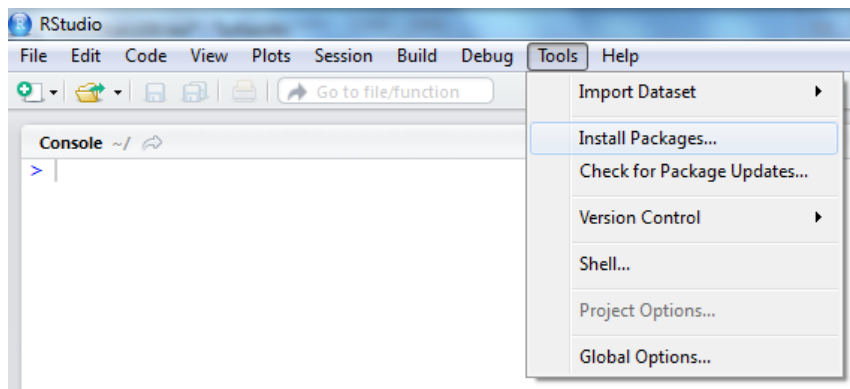 RStudio
File Edit Code View Plots Session Build Debug Tools Help
Go to file/function
Console ~/
>
Import Dataset
Install Packages...
Check for Package Updates...
Version Control
Shell...
Project Options...
Global Options...